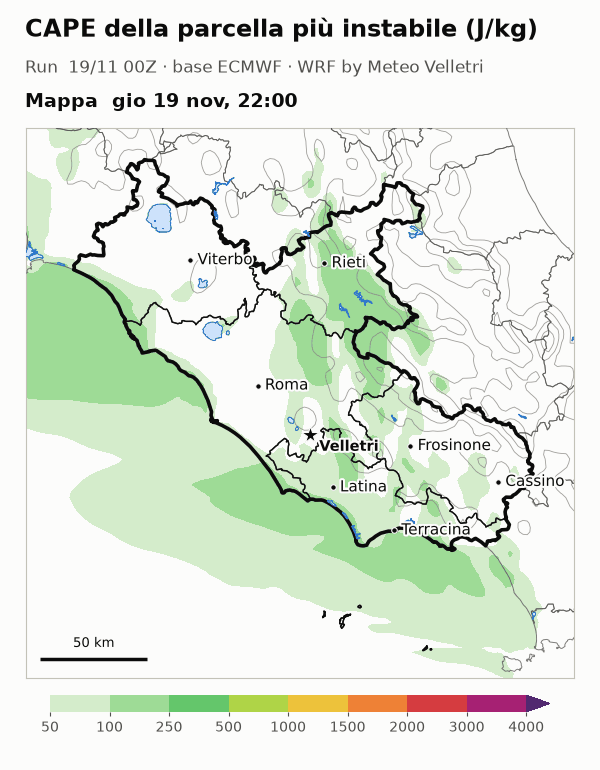 CAPE della parcella più instabile (J/kg)
Run  19/11 00Z · base ECMWF · WRF by Meteo Velletri
Mappa  gio 19 nov, 22:00
Viterbo
Rieti
Roma
Velletri
Frosinone
Latina
Cassino
Terracina
50 km
50 100 250 500 1000 1500 2000 3000 4000